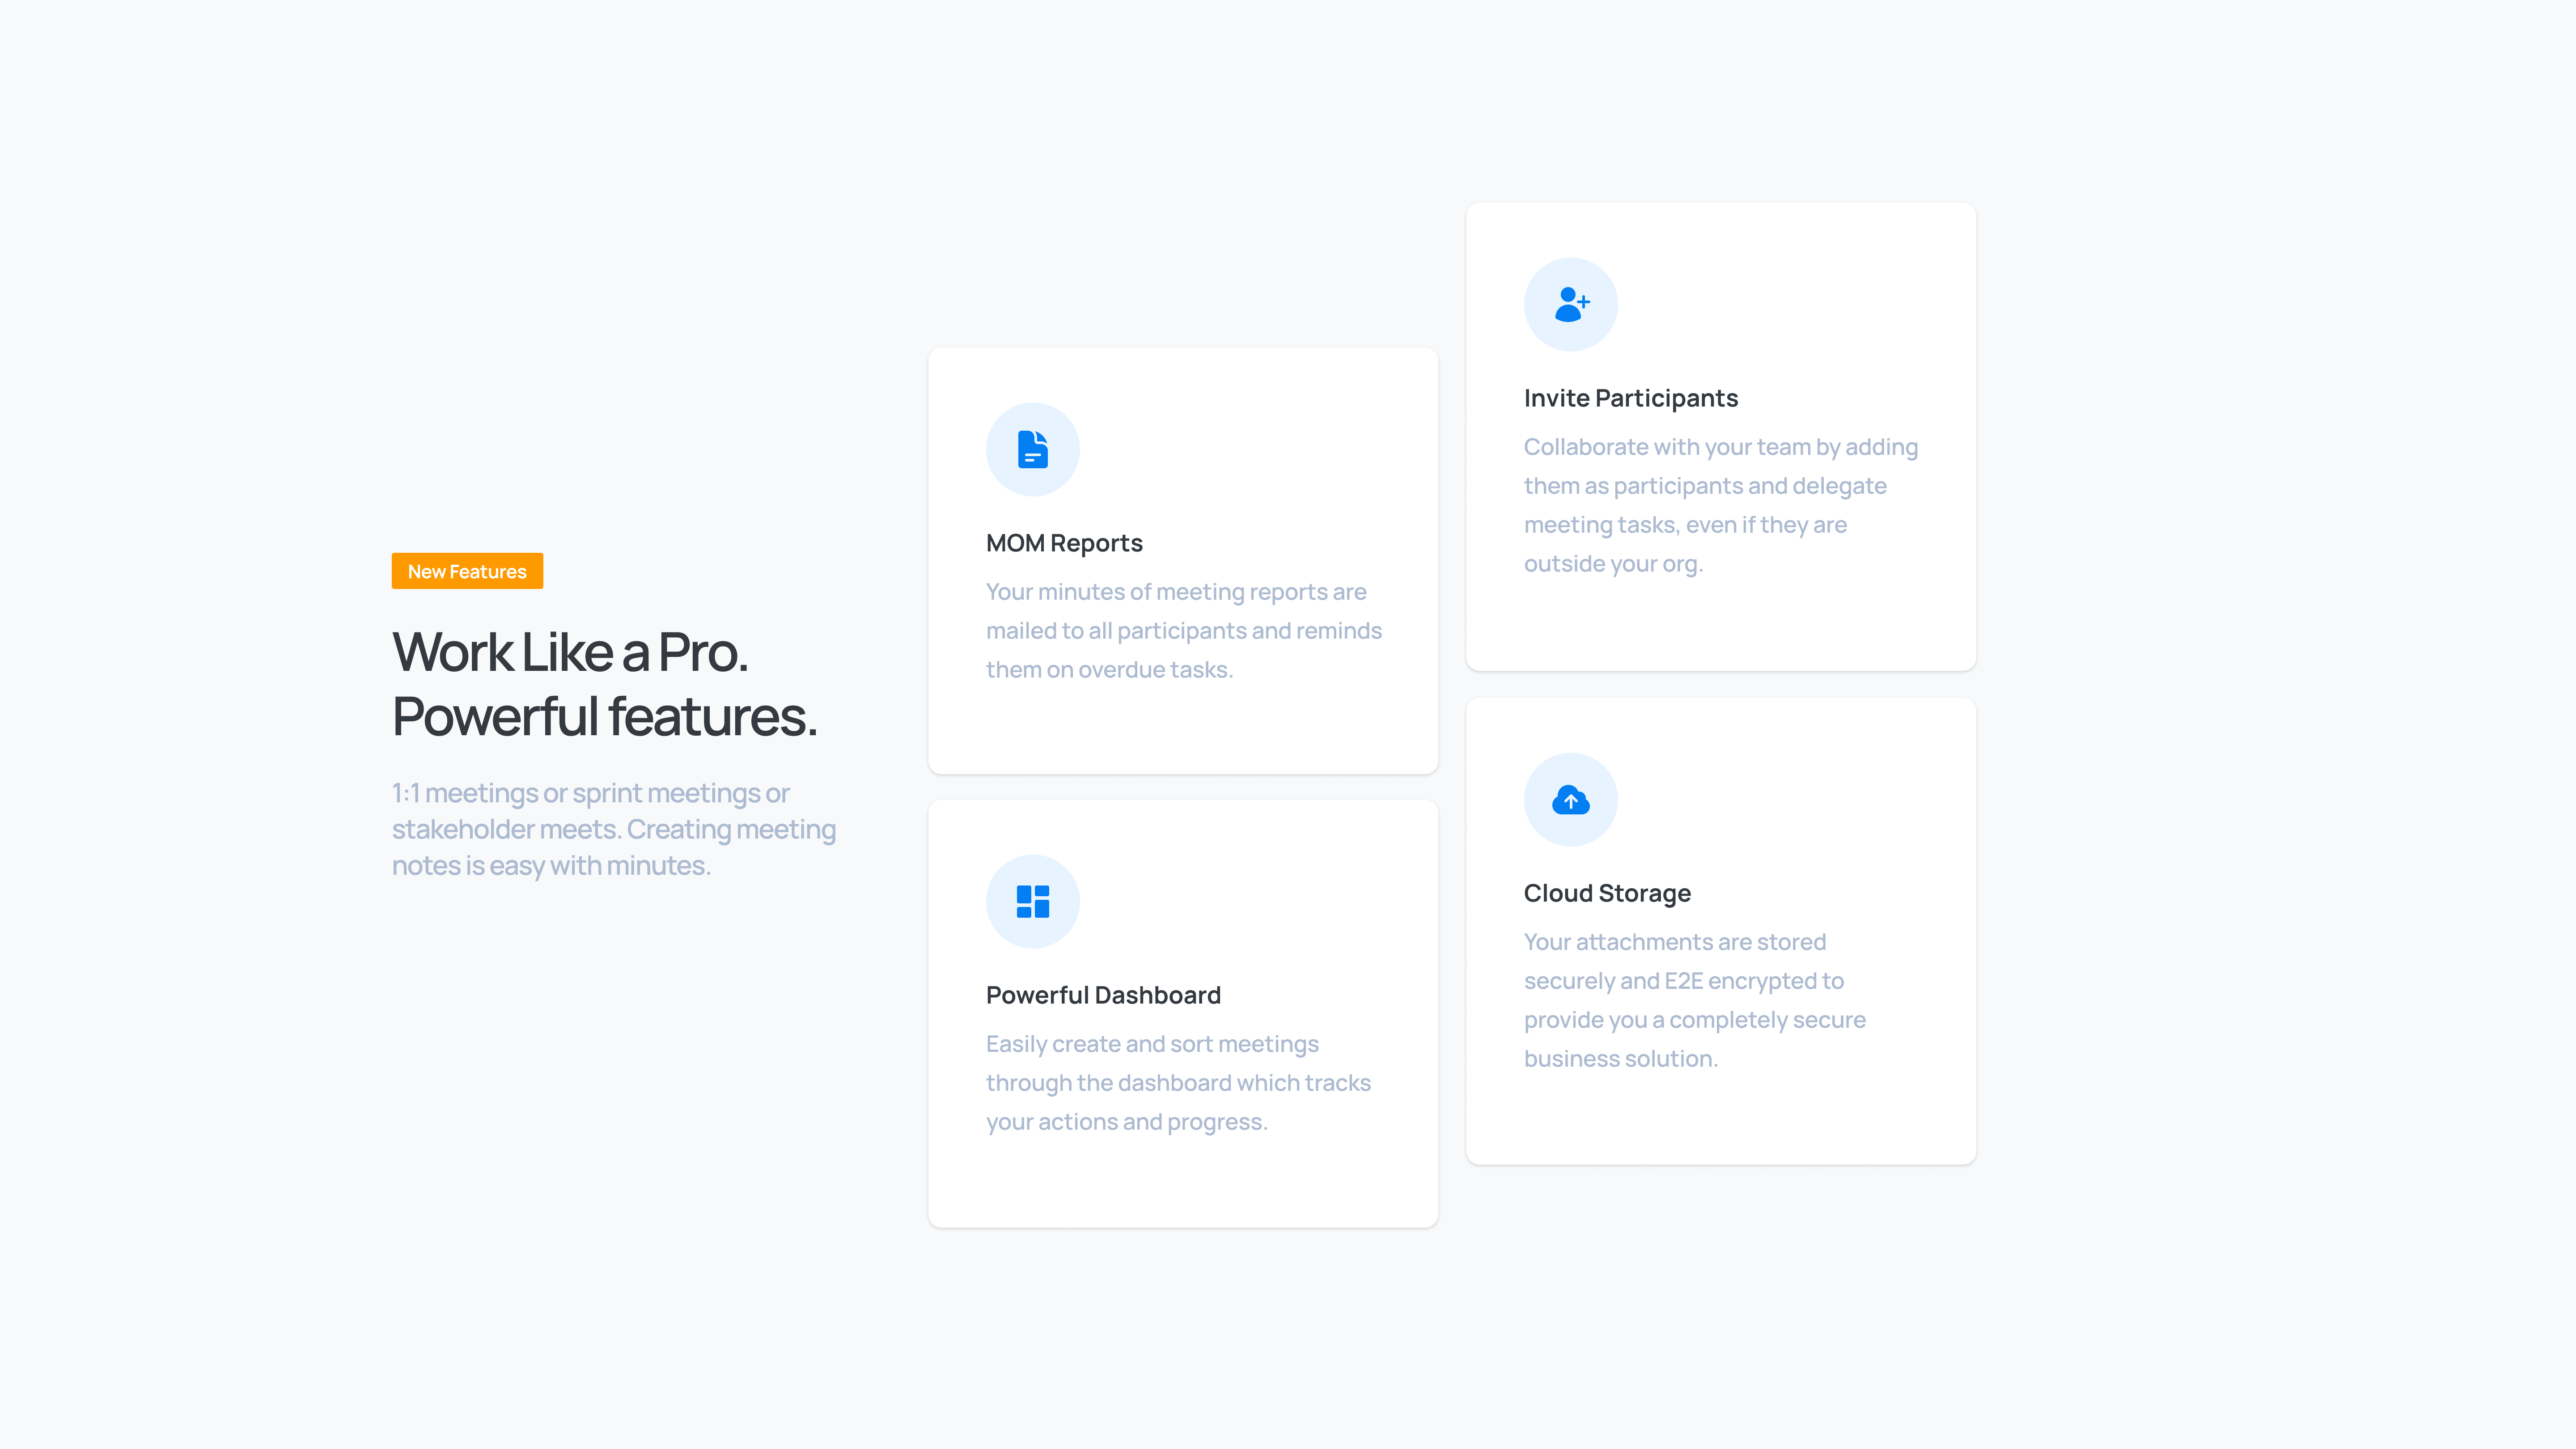 New Features
Work Like a Pro.
Powerful features.
1:1 meetings or sprint meetings or
stakeholder meets. Creating meeting
notes is easy with minutes.
MOM Reports
Your minutes of meeting reports are
mailed to all participants and reminds
them on overdue tasks.
Powerful Dashboard
Easily create and sort meetings
through the dashboard which tracks
your actions and progress.
Invite Participants
Collaborate with your team by adding
them as participants and delegate
meeting tasks, even if they are
outside your org.
Cloud Storage
Your attachments are stored
securely and E2E encrypted to
provide you a completely secure
business solution.